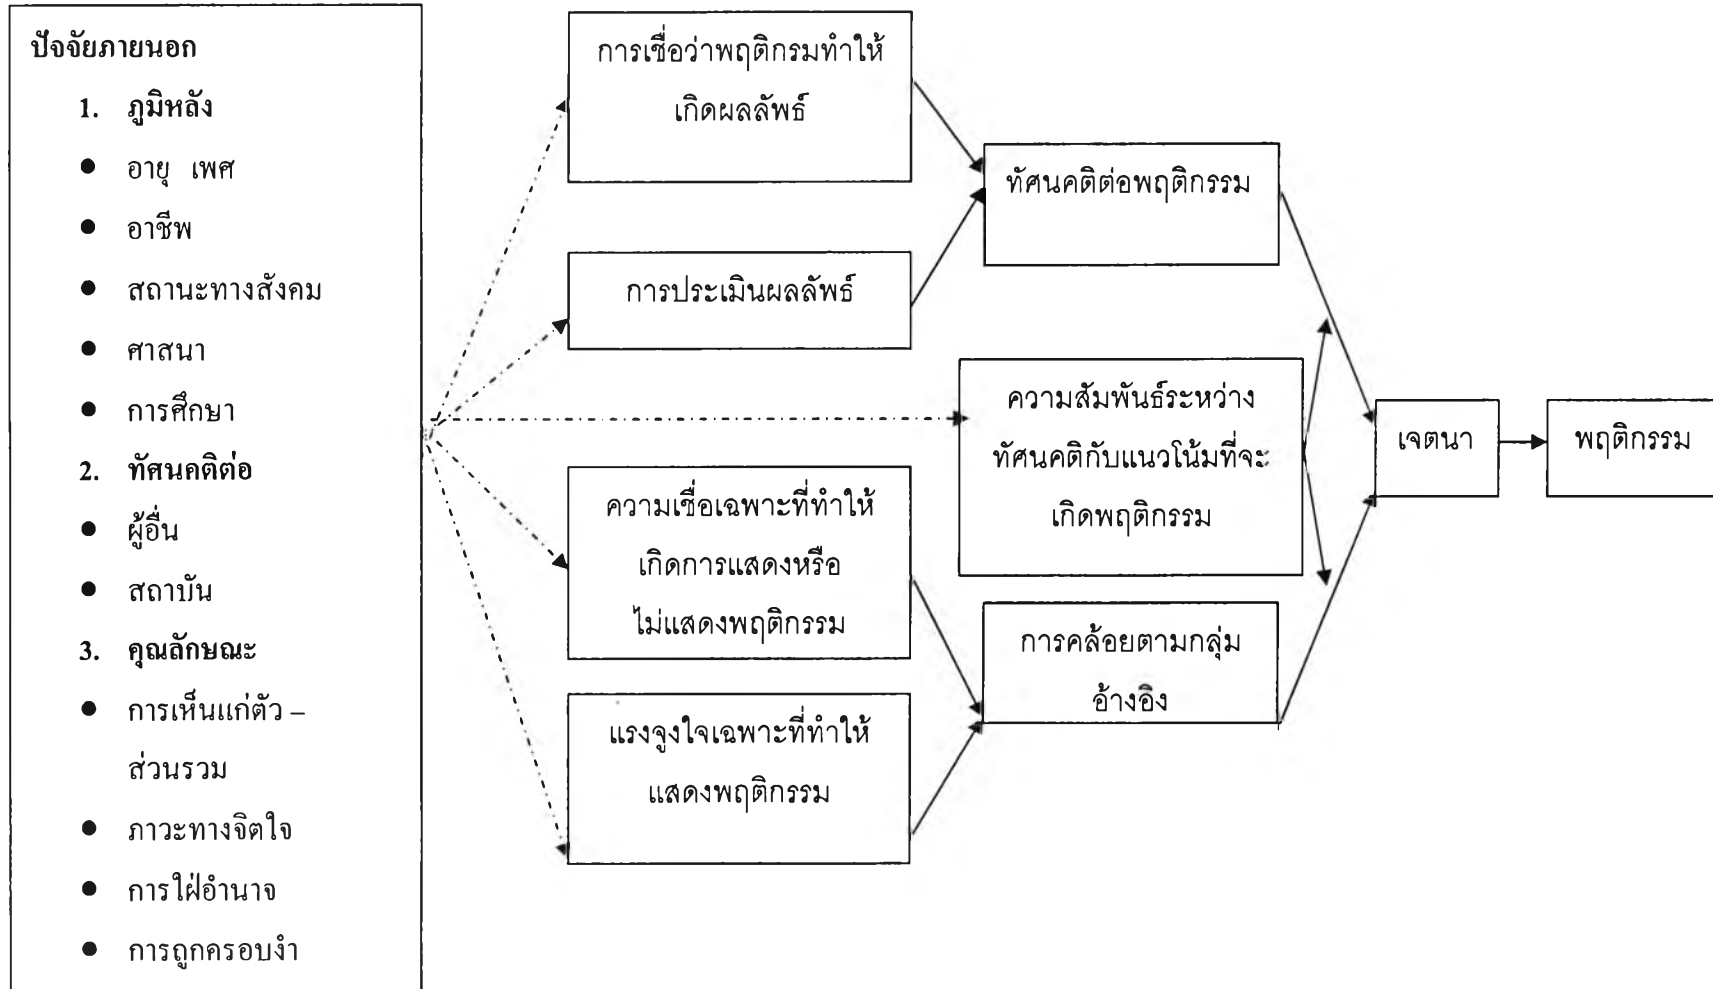 ปัจจัยภายนอก
1. ภูมิหลัง
● อายุ เพศ
● อาชีพ
● สถานะทางสังคม
● ศาสนา
● การศึกษา
2. ทัศนคติต่อ
● ผู้อื่น
● สถาบัน
3. คุณลักษณะ
● การเห็นแก่ตัว –
ส่วนรวม
● ภาวะทางจิตใจ
● การใฝ่อำนาจ
● การถูกครอบงำ
การเชื่อว่าพฤติกรมทำให้
เกิดผลลัพธ์
การประเมินผลลัพธ์
ความเชื่อเฉพาะที่ทำให้
เกิดการแสดงหรือ
ไม่แสดงพฤติกรรม
แรงจูงใจเฉพาะที่ทำให้
แสดงพฤติกรรม
ทัศนคติต่อพฤติกรรม
ความสัมพันธ์ระหว่าง
ทัศนคติกับแนวโน้มที่จะ
เกิดพฤติกรรม
การคล้อยตามกลุ่ม
อ้างอิง
เจตนา
พฤติกรรม